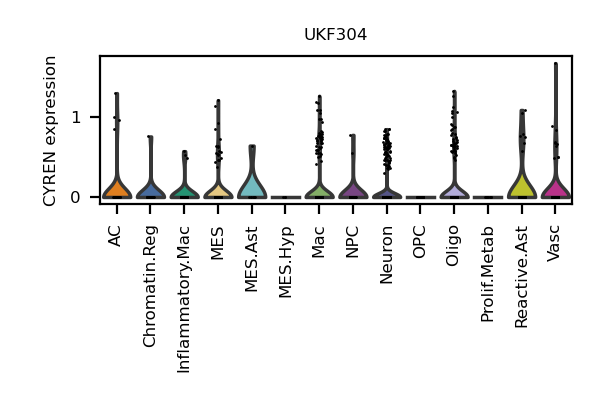 UKF304
CYREN expression
1
0
AC
Chromatin.Reg
Inflammatory.Mac
MES
MES.Ast
MES.Hyp
Mac
NPC
Neuron
OPC
Oligo
Prolif.Metab
Reactive.Ast
Vasc